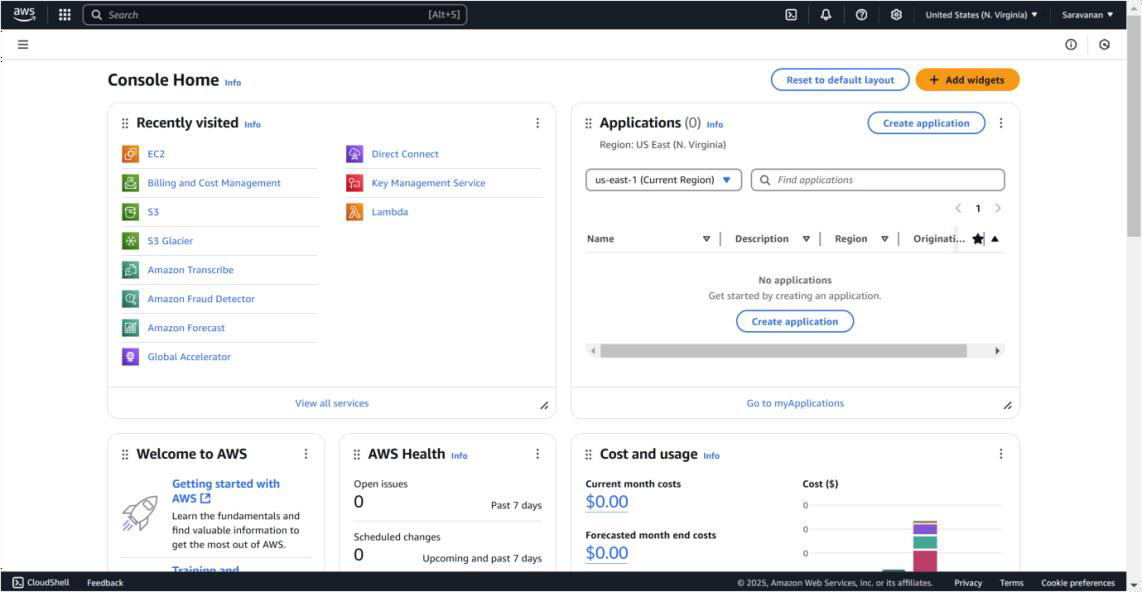 aws
Search [Alt+S]
United States (N. Virginia) Saravanan
Console Home Info
Reset to default layout
+ Add widgets
Recently visited Info
EC2
Billing and Cost Management
S3
S3 Glacier
Amazon Transcribe
Amazon Fraud Detector
Amazon Forecast
Global Accelerator
Direct Connect
Key Management Service
Lambda
View all services
Applications (0) Info
Create application
Region: US East (N. Virginia)
us-east-1 (Current Region)
Find applications
1
Name Description Region Originati...
No applications
Get started by creating an application.
Create application
Go to myApplications
Welcome to AWS
Getting started with
AWS
Learn the fundamentals and
find valuable information to
get the most out of AWS.
Training and
AWS Health Info
Open issues
0 Past 7 days
Scheduled changes
0 Upcoming and past 7 days
Cost and usage Info
Current month costs
$0.00
Forecasted month end costs
$0.00
Cost ($)
0
0
0
CloudShell Feedback
© 2025, Amazon Web Services, Inc. or its affiliates. Privacy Terms Cookie preferences